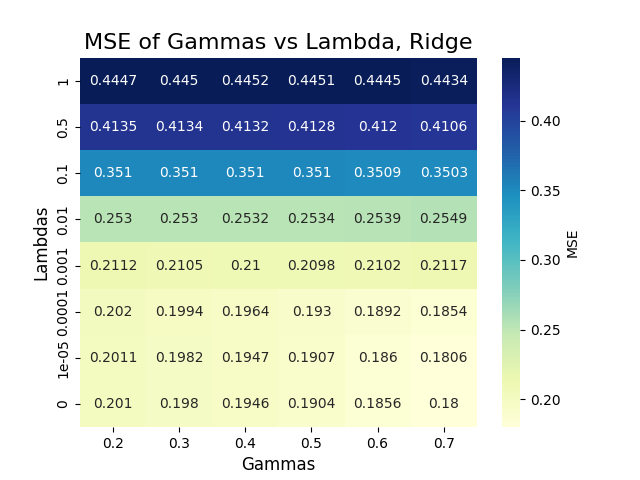 MSE of Gammas vs Lambda, Ridge
Lambdas
1 0.4447 0.445 0.4452 0.4451 0.4445 0.4434
0.5 0.4135 0.4134 0.4132 0.4128 0.412 0.4106
0.1 0.351 0.351 0.351 0.351 0.3509 0.3503
0.01 0.253 0.253 0.2532 0.2534 0.2539 0.2549
0.001 0.2112 0.2105 0.21 0.2098 0.2102 0.2117
0.0001 0.202 0.1994 0.1964 0.193 0.1892 0.1854
1e-05 0.2011 0.1982 0.1947 0.1907 0.186 0.1806
0 0.201 0.198 0.1946 0.1904 0.1856 0.18
0.2 0.3 0.4 0.5 0.6 0.7
Gammas
0.40
0.35
0.30
0.25
0.20
MSE